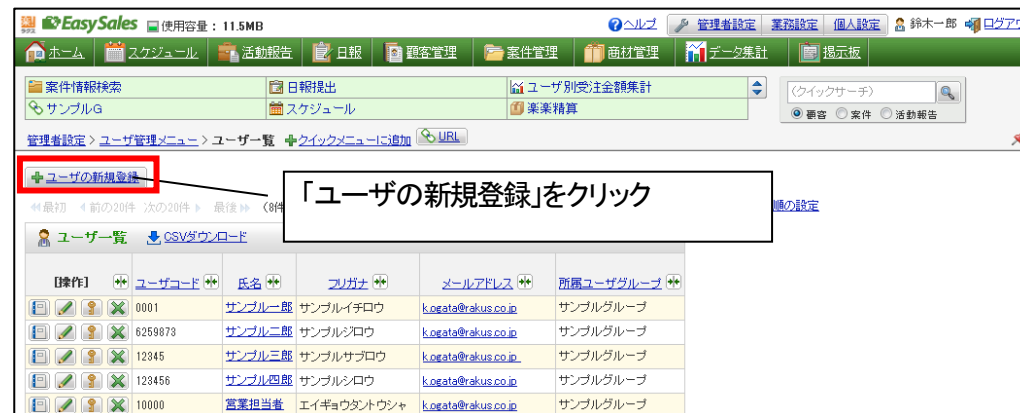 楽楽 EasySales 使用容量：11.5MB ヘルプ 管理者設定 業務設定 個人設定 鈴木一郎
ホーム スケジュール 活動報告 日報 顧客管理 案件管理 商材管理 データ集計 掲示板
案件情報検索 日報提出 ユーザ別受注金額集計 (クイックサーチ)
サンプルG スケジュール 楽楽精算 顧客 案件 活動報告
管理者設定 > ユーザ管理メニュー > ユーザ一覧 クイックメニューに追加 URL
ユーザの新規登録
「ユーザの新規登録」をクリック
最初 前の20件 次の20件 最後 (8件 順の設定
ユーザ一覧 CSVダウンロード
[操作] ユーザコード 氏名 フリガナ メールアドレス 所属ユーザグループ
0001 サンプル一郎 サンプルイチロウ k.ogata@rakus.co.jp サンプルグループ
6259873 サンプル二郎 サンプルジロウ k.ogata@rakus.co.jp サンプルグループ
12345 サンプル三郎 サンプルサブロウ k.ogata@rakus.co.jp サンプルグループ
123456 サンプル四郎 サンプルシロウ k.ogata@rakus.co.jp サンプルグループ
10000 営業担当者 エイギョウタントウシャ k.ogata@rakus.co.jp サンプルグループ